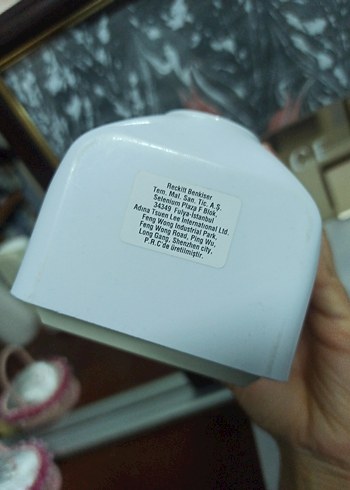 Reckitt Benkiser
Tem. Mal. San. Tic. A.Ş.
Selenium Plaza F Blok.
34349 Fulya-İstanbul
Adina Tsuen Lee International Ltd.
Feng Wong Industrial Park,
Feng Wong Road, Ping Wu,
Long Gang, Shenzhen city,
P.R.C'de üretilmiştir.